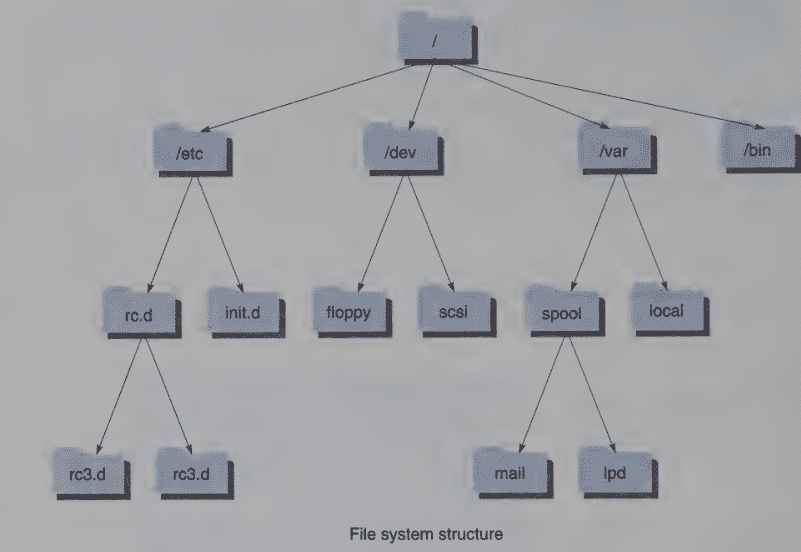 /
/etc
/dev
/var
/bin
rc.d
init.d
floppy
scsi
spool
local
rc3.d
rc3.d
mail
lpd
File system structure